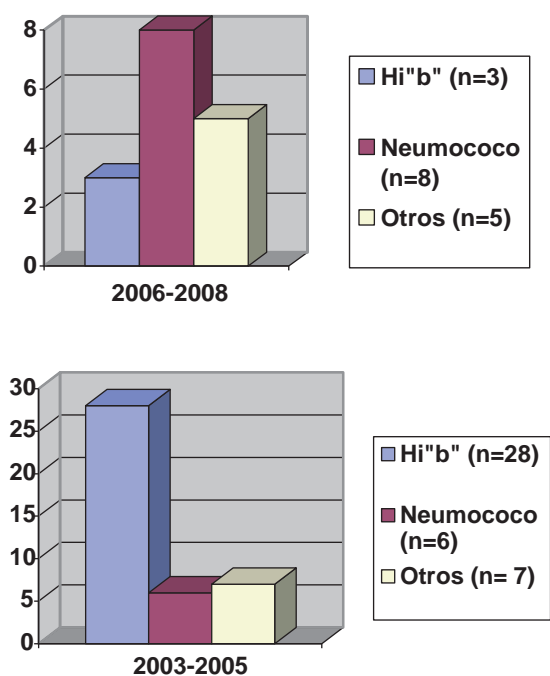 8
6
4
2
0
2006-2008
Hi"b" (n=3)
Neumococo
(n=8)
Otros (n=5)
30
25
20
15
10
5
0
2003-2005
Hi"b" (n=28)
Neumococo
(n=6)
Otros (n= 7)